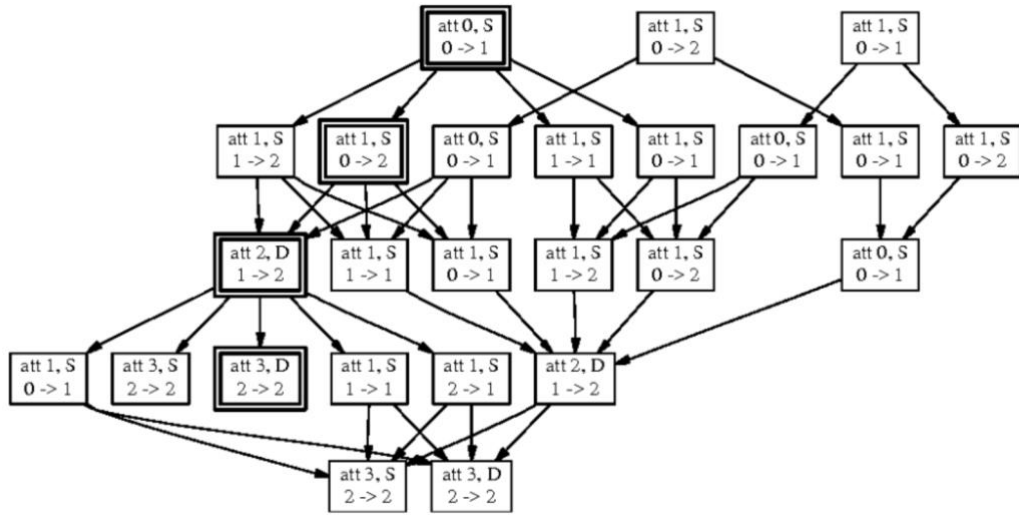 att 0, S
0 -> 1
att 1, S
0 -> 2
att 1, S
0 -> 1
att 1, S
1 -> 2
att 1, S
0 -> 2
att 0, S
0 -> 1
att 1, S
1 -> 1
att 1, S
0 -> 1
att 0, S
0 -> 1
att 1, S
0 -> 1
att 1, S
0 -> 2
att 2, D
1 -> 2
att 1, S
1 -> 1
att 1, S
0 -> 1
att 1, S
1 -> 2
att 1, S
0 -> 2
att 0, S
0 -> 1
att 1, S
0 -> 1
att 3, S
2 -> 2
att 3, D
2 -> 2
att 1, S
1 -> 1
att 1, S
2 -> 1
att 2, D
1 -> 2
att 3, S
2 -> 2
att 3, D
2 -> 2